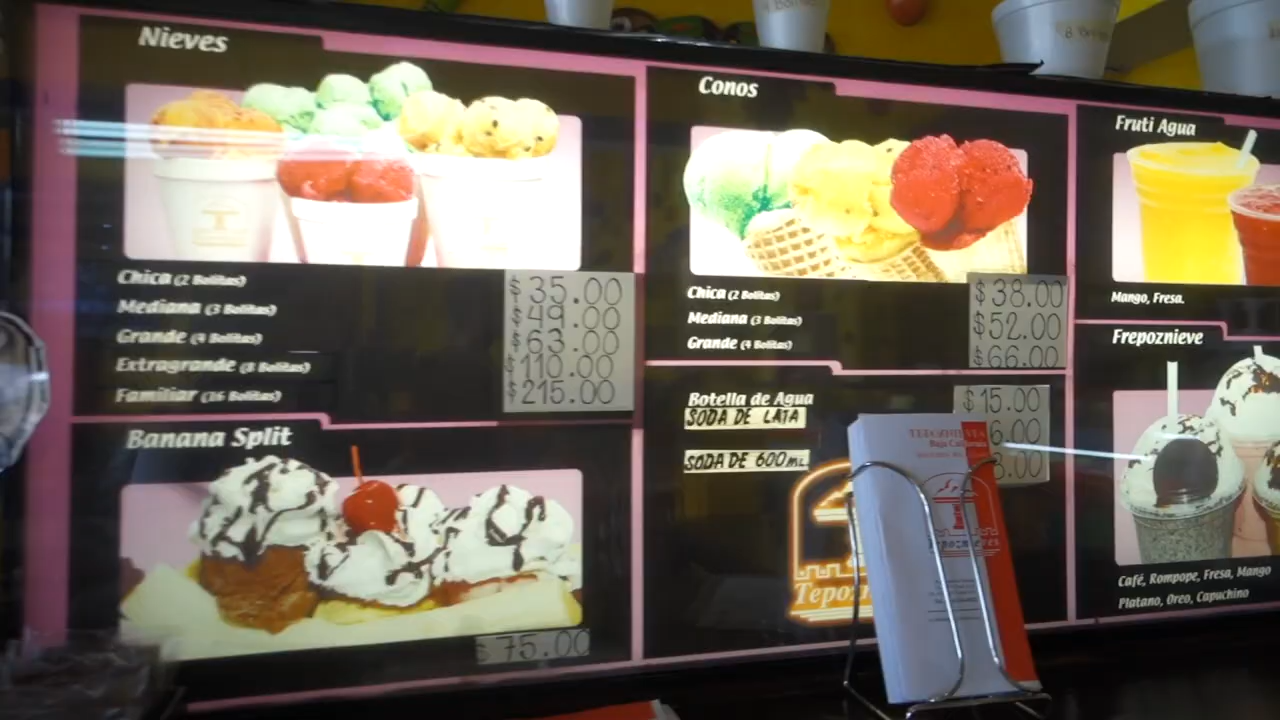 Nieves
Chica (2 Bolitas) $35.00
Mediana (3 Bolitas) $49.00
Grande (4 Bolitas) $63.00
Extragrande (8 Bolitas) $110.00
Familiar (16 Bolitas) $215.00
Banana Split
$75.00
Conos
Chica (2 Bolitas) $38.00
Mediana (3 Bolitas) $52.00
Grande (4 Bolitas) $66.00
Botella de Agua $15.00
SODA DE LATA
SODA DE 600ML
TEPOZNIEVES
Baja California
Fruti Agua
Mango, Fresa.
Frepoznieve
Café, Rompope, Fresa, Mango
Platano, Oreo, Capuchino